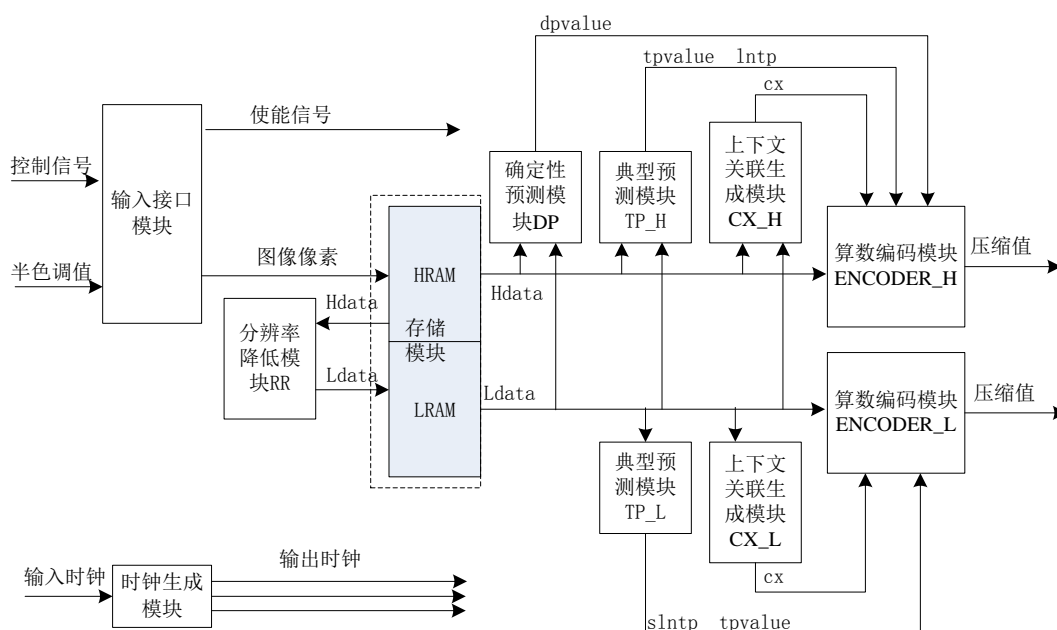 dpvalue
tpvalue lntp
cx
使能信号
控制信号
输入接口
模块
半色调值
图像像素
确定性
预测模
块DP
典型预
测模块
TP_H
上下文
关联生
成模块
CX_H
算数编码模块
ENCODER_H
压缩值
HRAM
Hdata
Hdata
存储
模块
分辨率
降低模
块RR
Ldata
LRAM
Ldata
算数编码模块
ENCODER_L
压缩值
典型预
测模块
TP_L
上下文
关联生
成模块
CX_L
cx
输入时钟
时钟生成
模块
输出时钟
slntp tpvalue